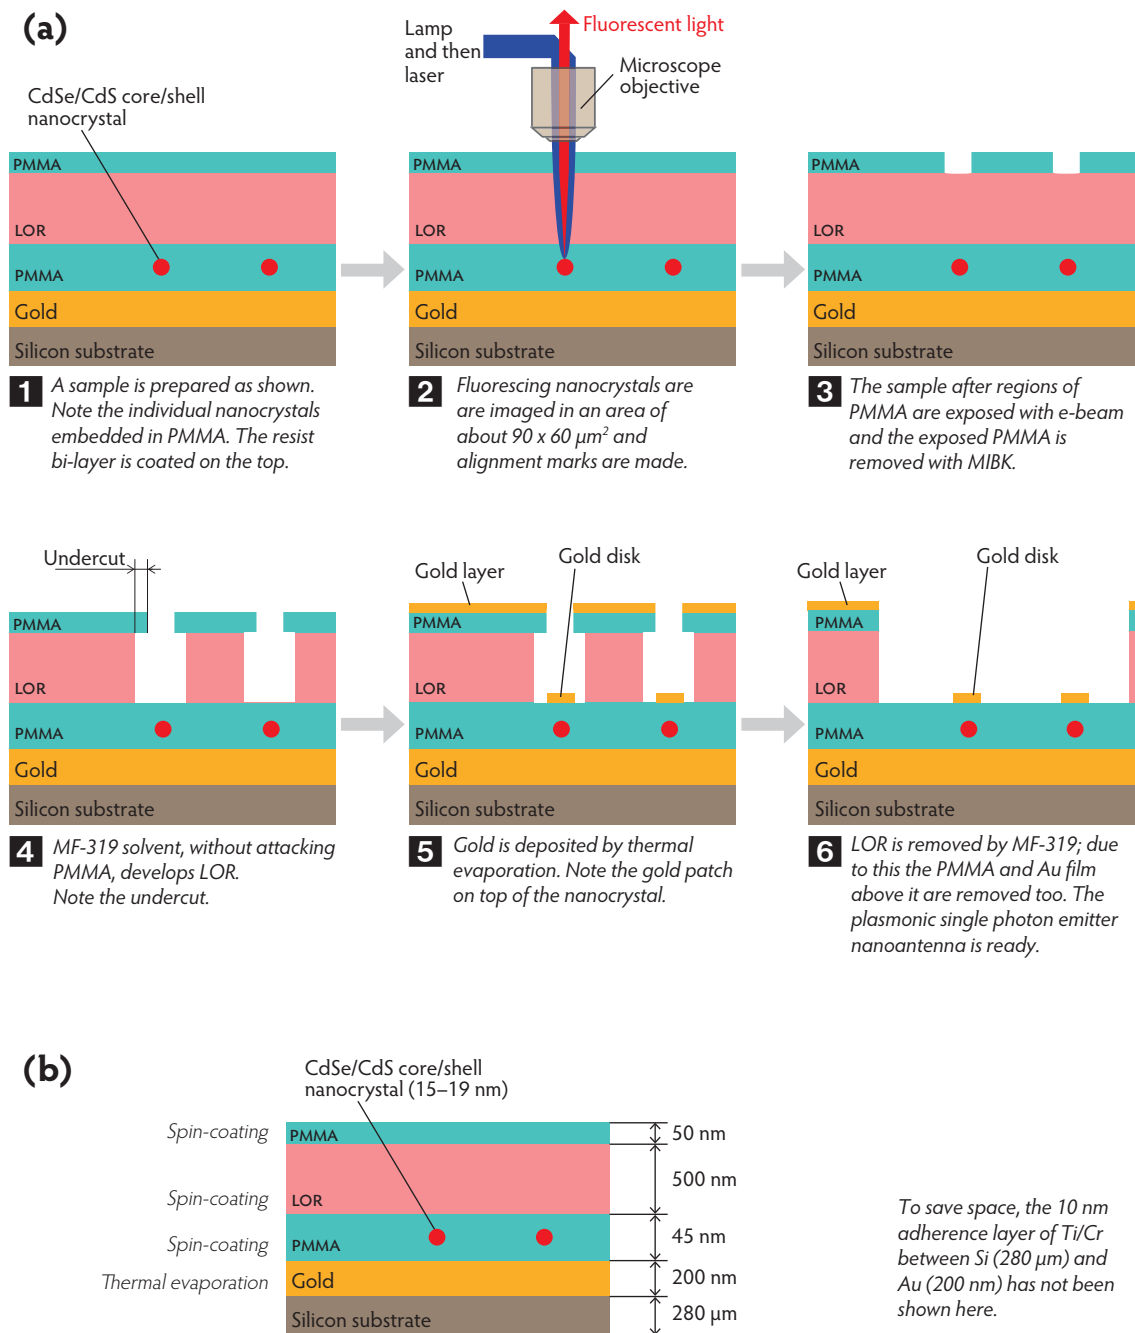 (a)
Lamp
and then
laser
Fluorescent light
Microscope
objective
CdSe/CdS core/shell
nanocrystal
PMMA
LOR
PMMA
Gold
Silicon substrate
PMMA
LOR
PMMA
Gold
Silicon substrate
PMMA
LOR
PMMA
Gold
Silicon substrate
1 A sample is prepared as shown.
Note the individual nanocrystals
embedded in PMMA. The resist
bi-layer is coated on the top.
2 Fluorescing nanocrystals are
are imaged in an area of
about 90 x 60 µm² and
alignment marks are made.
3 The sample after regions of
PMMA are exposed with e-beam
and the exposed PMMA is
removed with MIBK.
Undercut
PMMA
LOR
PMMA
Gold
Silicon substrate
Gold layer
Gold disk
PMMA
LOR
PMMA
Gold
Silicon substrate
Gold layer
Gold disk
PMMA
LOR
PMMA
Gold
Silicon substrate
4 MF-319 solvent, without attacking
PMMA, develops LOR.
Note the undercut.
5 Gold is deposited by thermal
evaporation. Note the gold patch
on top of the nanocrystal.
6 LOR is removed by MF-319; due
to this the PMMA and Au film
above it are removed too. The
plasmonic single photon emitter
nanoantenna is ready.
(b)
CdSe/CdS core/shell
nanocrystal (15–19 nm)
Spin-coating PMMA 50 nm
Spin-coating LOR 500 nm
Spin-coating PMMA 45 nm
Thermal evaporation Gold 200 nm
Silicon substrate 280 µm
To save space, the 10 nm
adherence layer of Ti/Cr
between Si (280 µm) and
Au (200 nm) has not been
shown here.